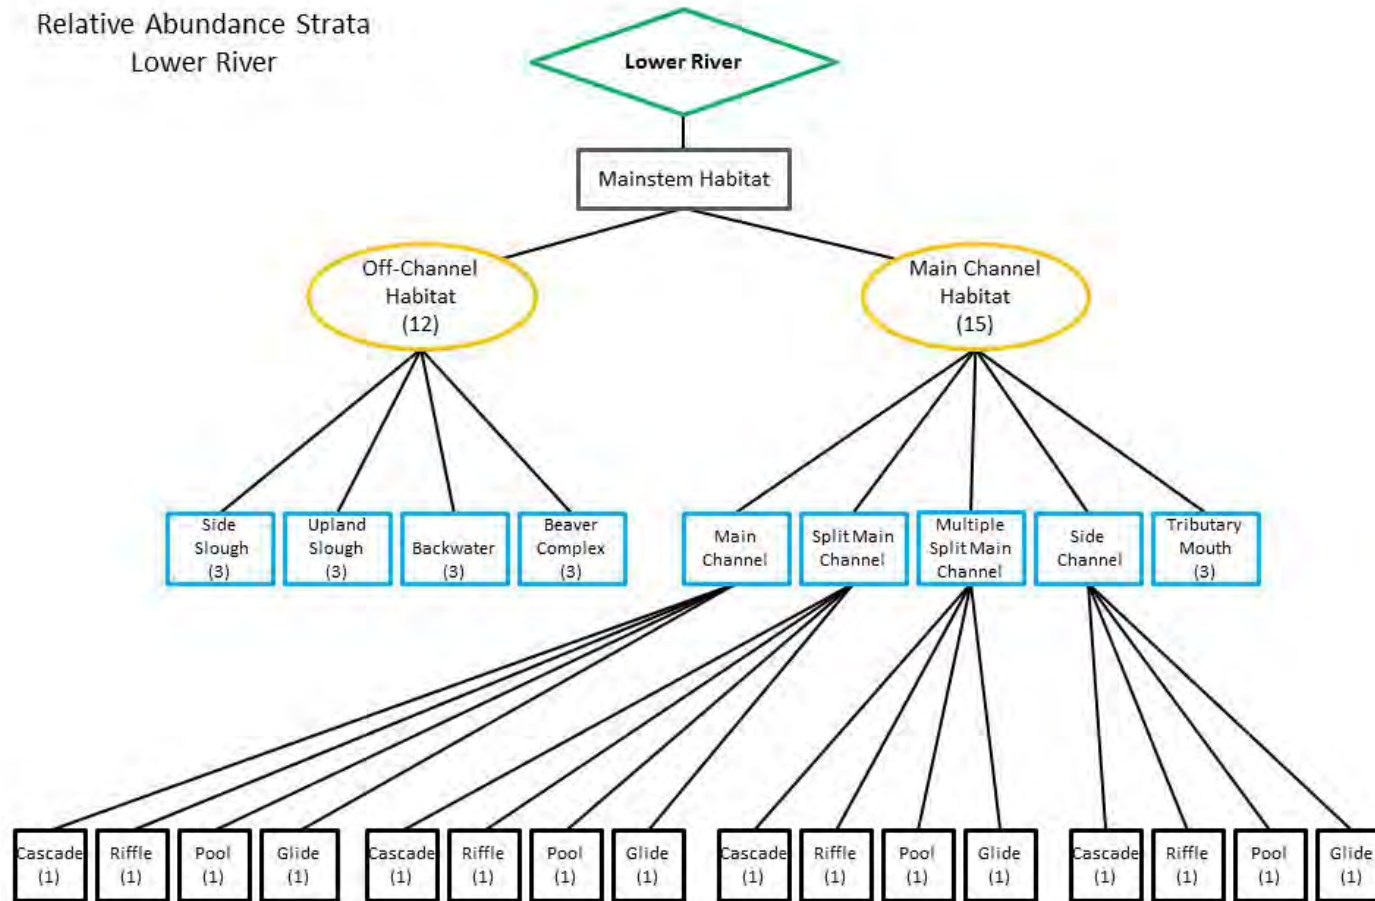 Relative Abundance Strata
Lower River
Lower River
Mainstem Habitat
Off-Channel
Habitat
(12)
Main Channel
Habitat
(15)
Side
Slough
(3)
Upland
Slough
(3)
Backwater
(3)
Beaver
Complex
(3)
Main
Channel
Split Main
Channel
Multiple
Split Main
Channel
Side
Channel
Tributary
Mouth
(3)
Cascade
(1)
Riffle
(1)
Pool
(1)
Glide
(1)
Cascade
(1)
Riffle
(1)
Pool
(1)
Glide
(1)
Cascade
(1)
Riffle
(1)
Pool
(1)
Glide
(1)
Cascade
(1)
Riffle
(1)
Pool
(1)
Glide
(1)